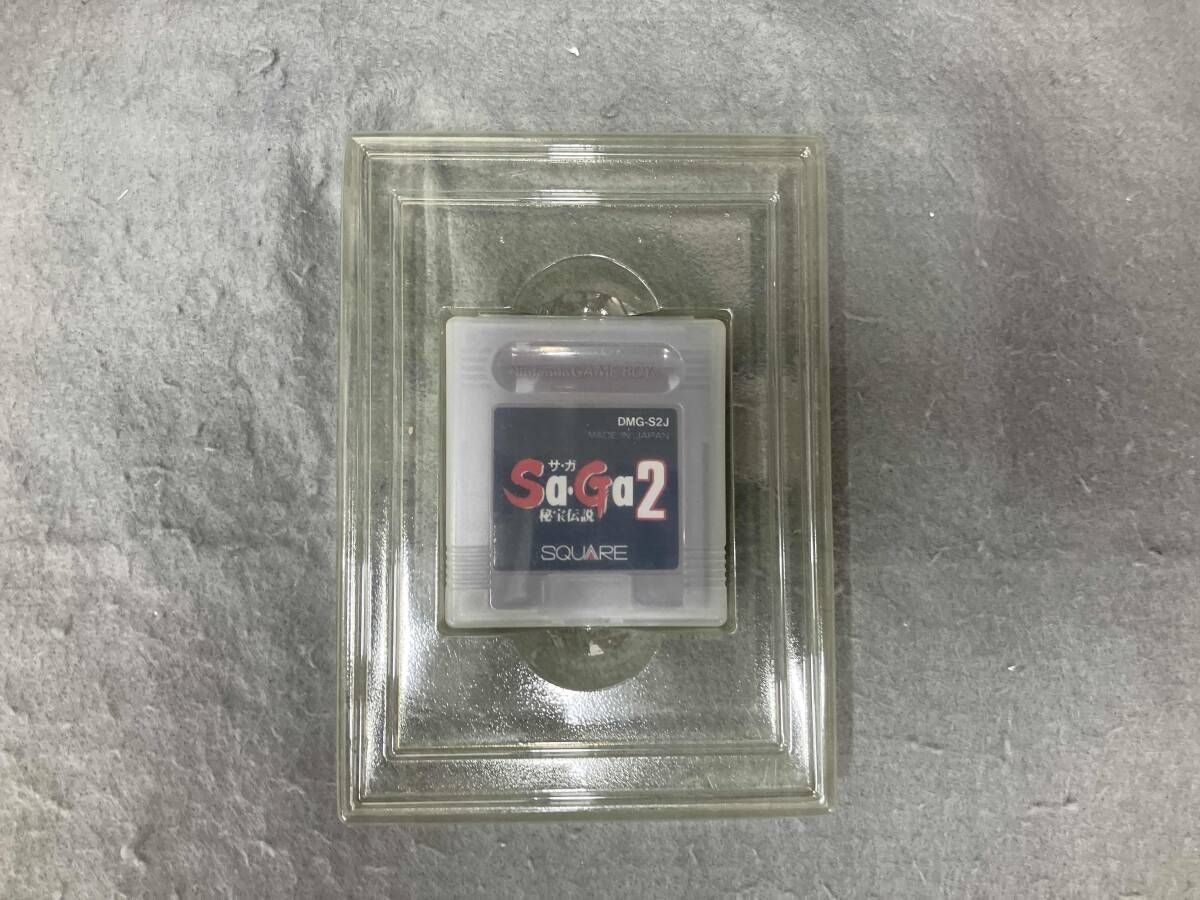 Nintendo GAME BOY
DMG-S2J
MADE IN JAPAN
サ・ガ
Sa・Ga2
秘宝伝説
SQUARE